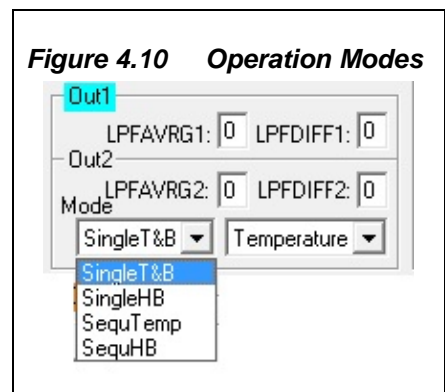 Figure 4.10 Operation Modes
Out1
LPFAVRG1: 0 LPFDIFF1: 0
Out2
LPFAVRG2: 0 LPFDIFF2: 0
Mode
SingleT&B Temperature
SingleT&B
SingleHB
SequTemp
SequHB